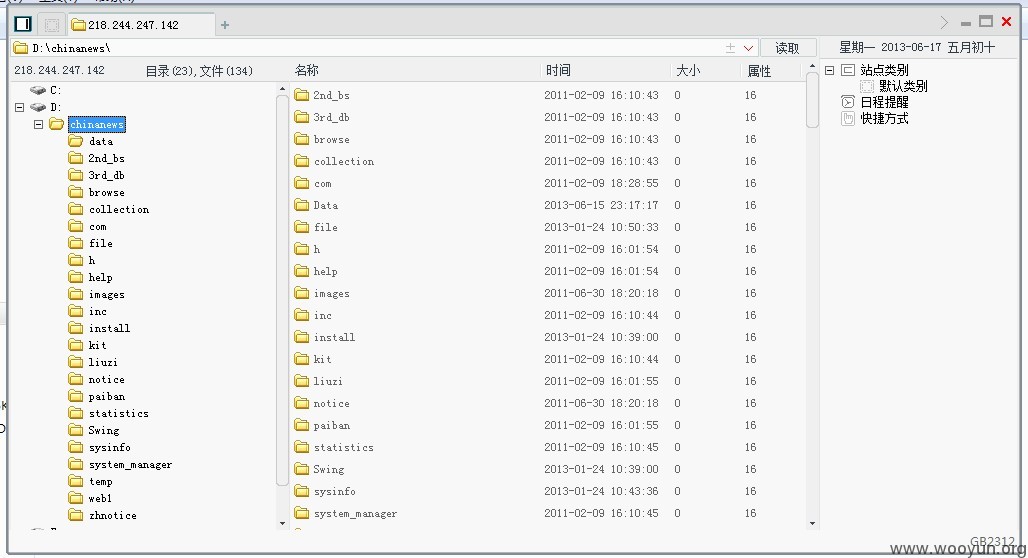 218.244.247.142
D:\chinanews\
读取
星期一 2013-06-17 五月初十
218.244.247.142 目录(23),文件(134)
名称 时间 大小 属性
C:
D:
chinanews
data
2nd_bs
3rd_db
browse
collection
com
file
h
help
images
inc
install
kit
liuzi
notice
paiban
statistics
Swing
sysinfo
system_manager
temp
web1
zhnotice
2nd_bs 2011-02-09 16:10:43 0 16
3rd_db 2011-02-09 16:10:43 0 16
browse 2011-02-09 16:10:43 0 16
collection 2011-02-09 16:10:43 0 16
com 2011-02-09 18:28:55 0 16
Data 2013-06-15 23:17:17 0 16
file 2013-01-24 10:50:33 0 16
h 2011-02-09 16:01:54 0 16
help 2011-02-09 16:01:54 0 16
images 2011-06-30 18:20:18 0 16
inc 2011-02-09 16:10:44 0 16
install 2013-01-24 10:39:00 0 16
kit 2011-02-09 16:10:44 0 16
liuzi 2011-02-09 16:01:55 0 16
notice 2011-06-30 18:20:18 0 16
paiban 2011-02-09 16:01:55 0 16
statistics 2011-02-09 16:10:45 0 16
Swing 2013-01-24 10:39:00 0 16
sysinfo 2013-01-24 10:43:36 0 16
system_manager 2011-02-09 16:10:45 0 16
站点类别
默认类别
日程提醒
快捷方式
GB2312
www.wooyun.org